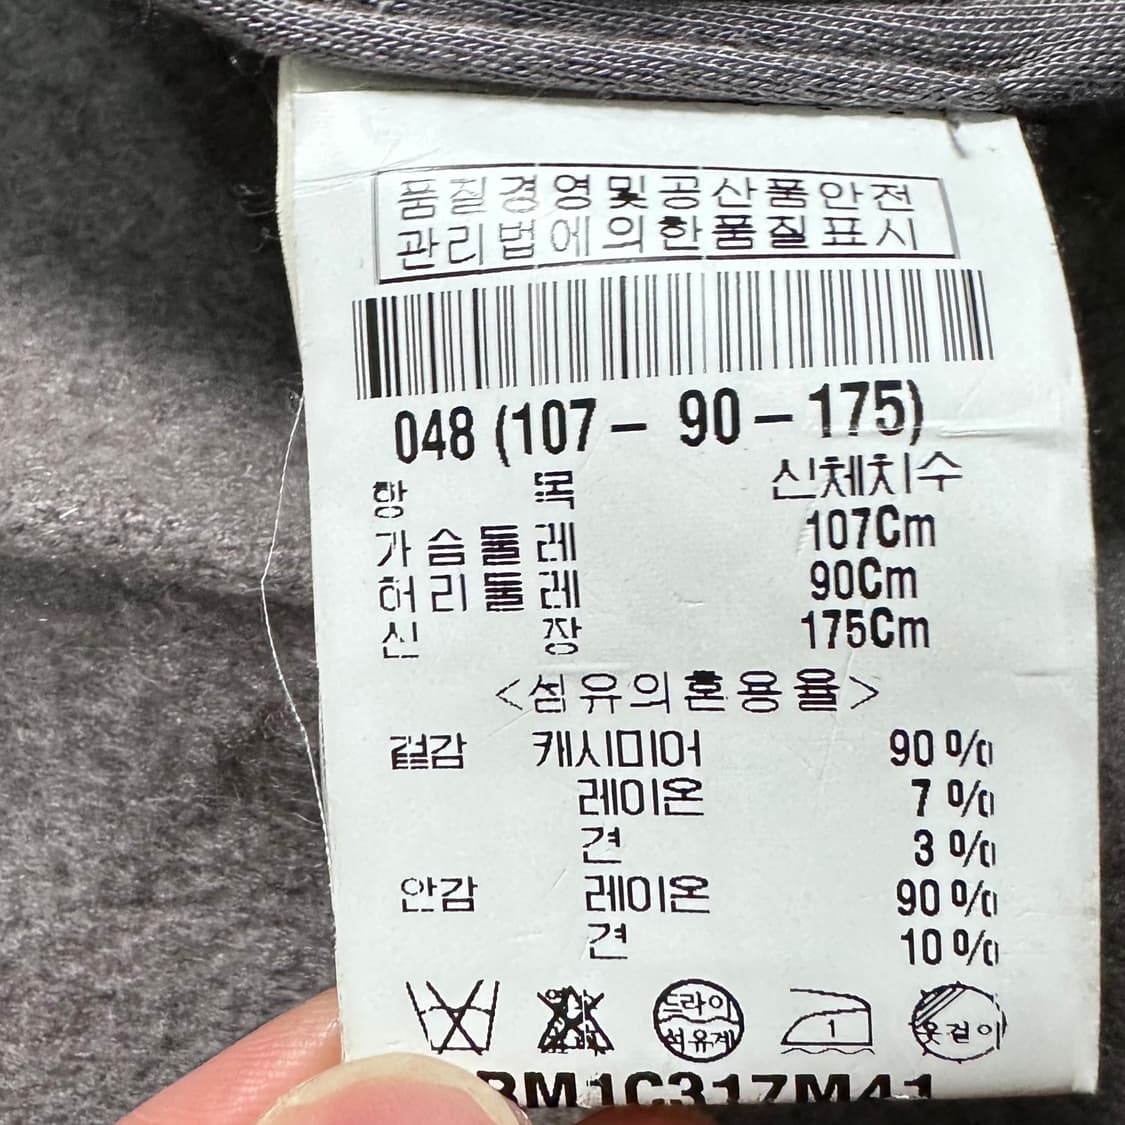 품질경영및공산품안전
관리법에의한품질표시
048 (107 - 90 - 175)
항 목 신체치수
가슴둘레 107Cm
허리둘레 90Cm
신 장 175Cm
<섬유의혼용율>
겉감 캐시미어 90%
레이온 7%
견 3%
안감 레이온 90%
견 10%
드라이
석유계
1
옷걸이